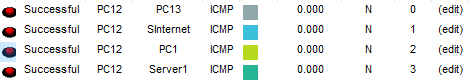 Successful PC12 PC13 ICMP 0.000 N 0 (edit)
Successful PC12 SInternet ICMP 0.000 N 1 (edit)
Successful PC12 PC1 ICMP 0.000 N 2 (edit)
Successful PC12 Server1 ICMP 0.000 N 3 (edit)